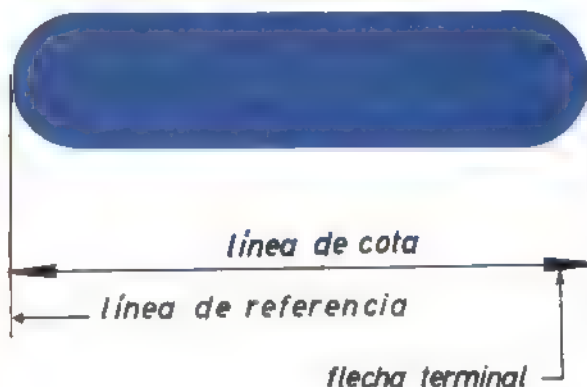 línea de cota
línea de referencia
flecha terminal